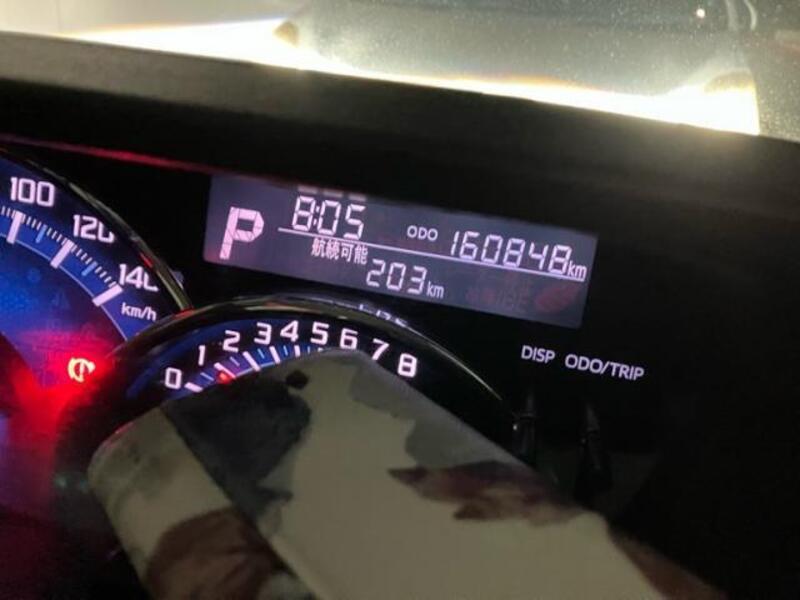 100
120
140
km/h
P
8:05
ODO 160848km
航続可能
203km
0 1 2 3 4 5 6 7 8
DISP ODO/TRIP